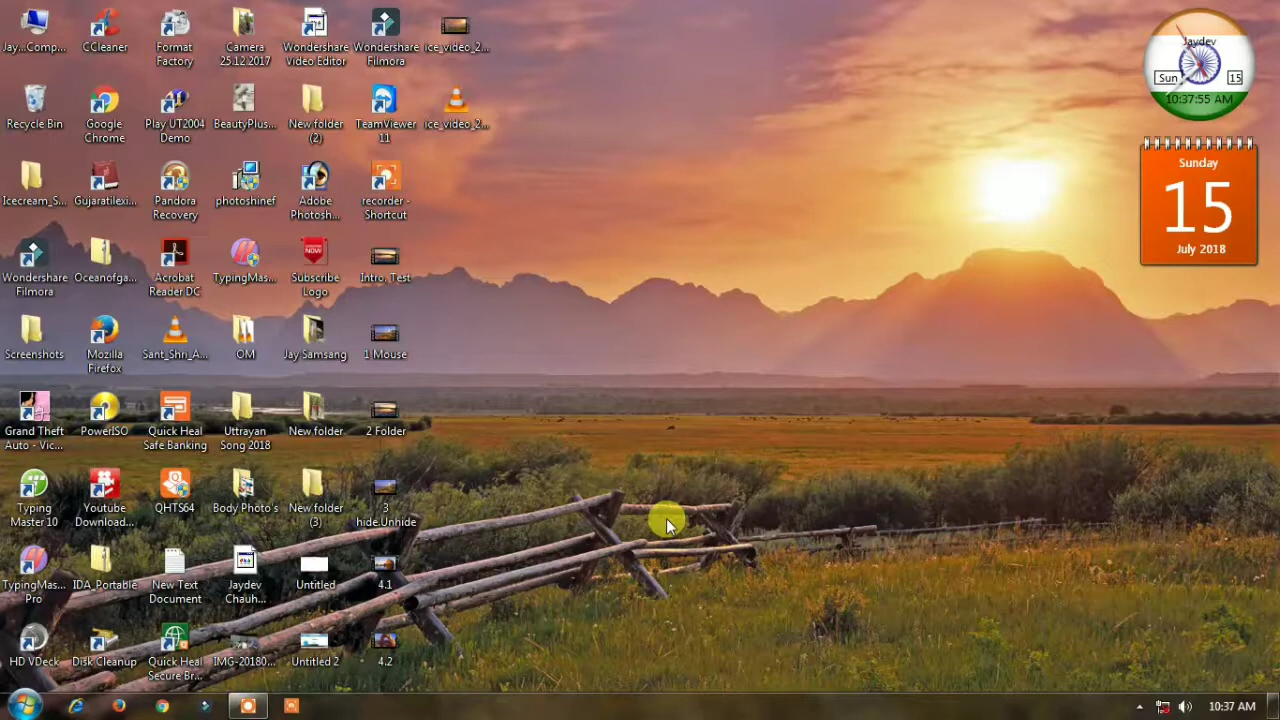 Jay...Comp...
CCleaner
Format
Factory
Camera
25.12.2017
Wondershare
Video Editor
Wondershare
Filmora
ice_video_2...
Recycle Bin
Google
Chrome
Play UT2004
Demo
BeautyPlus...
New folder
(2)
TeamViewer
11
ice_video_2...
Icecream_S...
Gujaratilexi...
Pandora
Recovery
photoshinef
Adobe
Photosh...
recorder -
Shortcut
Wondershare
Filmora
Oceanofga...
Acrobat
Reader DC
TypingMas...
NOW
Subscribe
Logo
Intro. Test
Screenshots
Mozilla
Firefox
Sant_Shri_A...
OM
Jay Samsang
1 Mouse
Grand Theft
Auto - Vic...
PowerISO
Quick Heal
Safe Banking
Uttrayan
Song 2018
New folder
2 Folder
Typing
Master 10
Youtube
Download...
QHTS64
Body Photo's
New folder
(3)
3
hide.Unhide
TypingMas...
Pro
IDA_Portable
New Text
Document
Jaydev
Chauh...
Untitled
4.1
HD VDeck
Disk Cleanup
Quick Heal
Secure Br...
IMG-20180...
Untitled 2
4.2
Jaydev
Sun
15
10:37:55 AM
Sunday
15
July 2018
10:37 AM